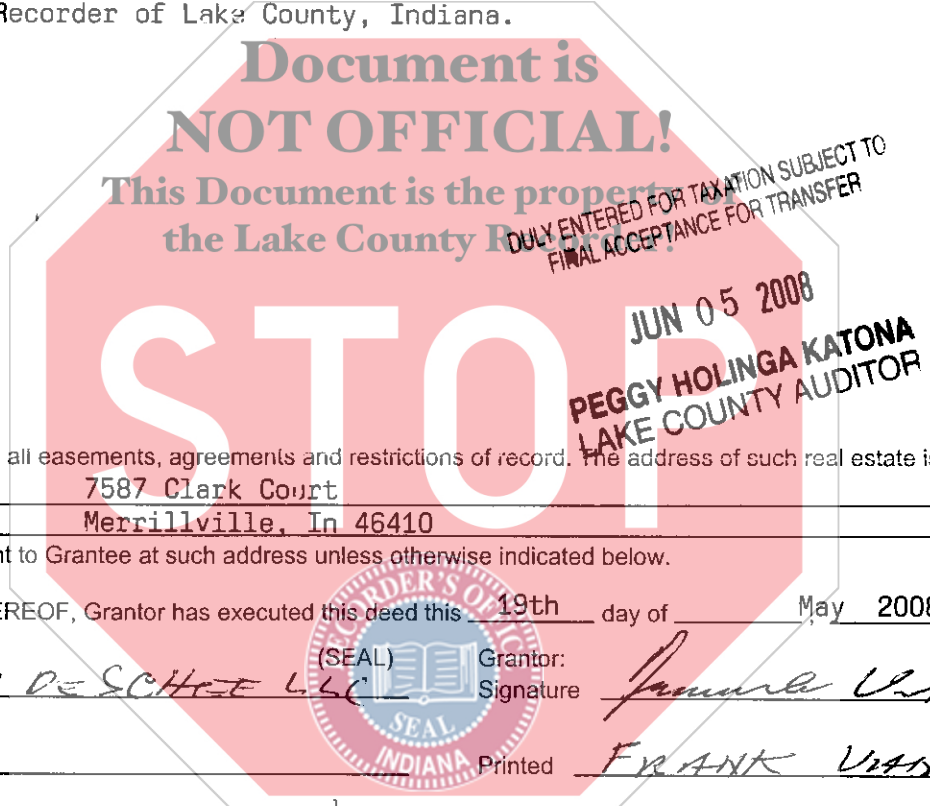 Recorder of Lake County, Indiana.
Document is
NOT OFFICIAL!
This Document is the property of
the Lake County Recorder!
DULY ENTERED FOR TAXATION SUBJECT TO
FINAL ACCEPTANCE FOR TRANSFER
JUN 05 2008
PEGGY HOLINGA KATONA
LAKE COUNTY AUDITOR
STOP
all easements, agreements and restrictions of record. The address of such real estate is
7587 Clark Court
Merrillville, In 46410
nt to Grantee at such address unless otherwise indicated below.
EREOF, Grantor has executed this deed this 19th day of May 2008
(SEAL) Grantor:
DESCHEE LLC Signature
RECORDER'S OFFIC
SEAL
INDIANA
Printed FRANK